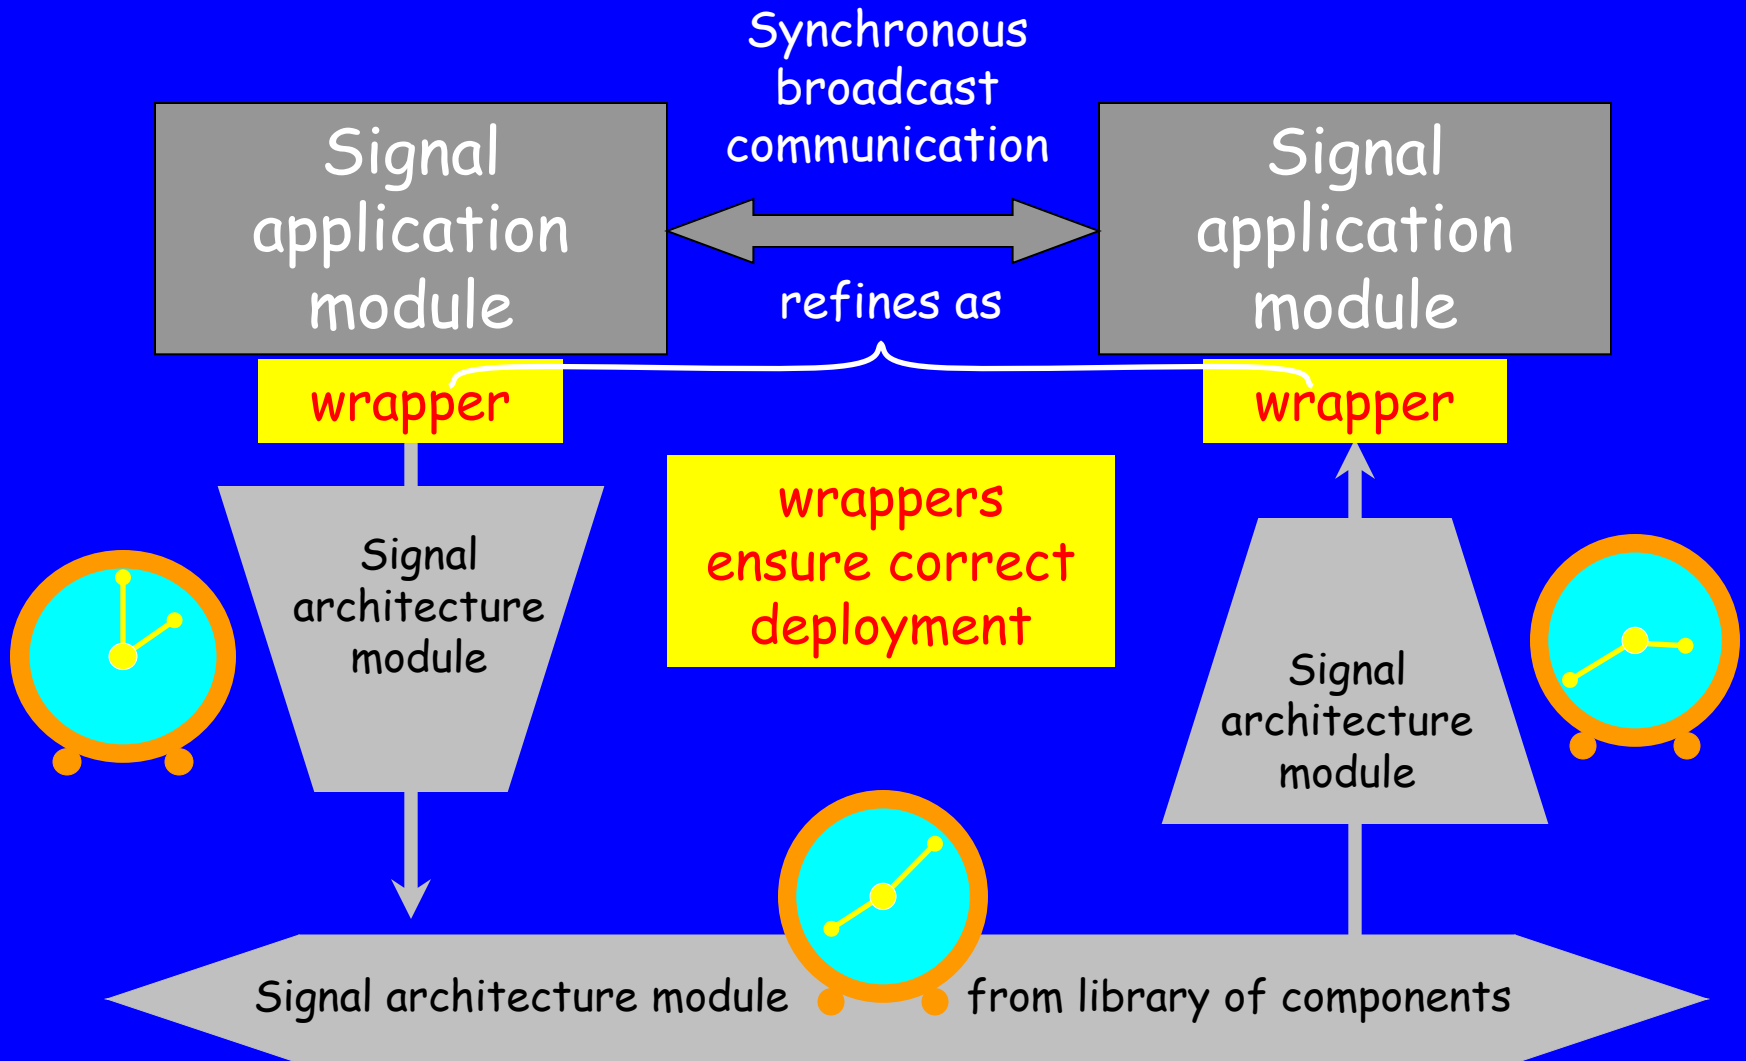 Synchronous
broadcast
communication
Signal
application
module
Signal
application
module
refines as
wrapper
wrapper
wrappers
ensure correct
deployment
Signal
architecture
module
Signal
architecture
module
Signal architecture module
from library of components